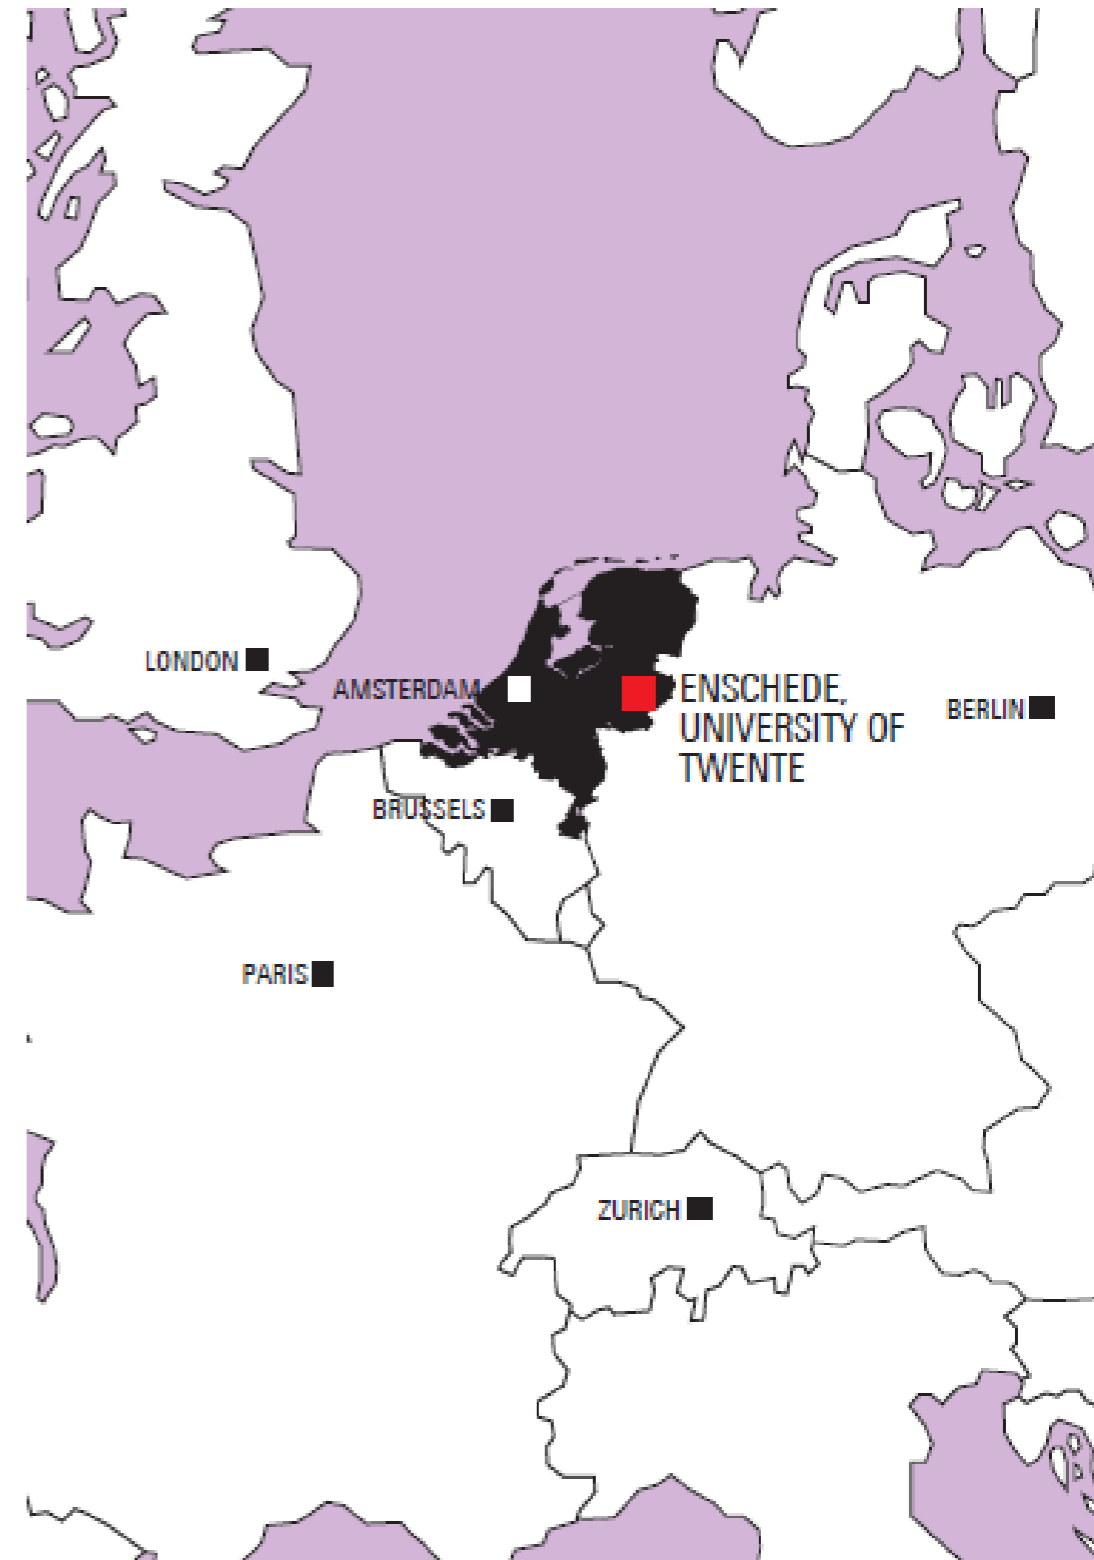 LONDON
AMSTERDAM
ENSCHEDE,
UNIVERSITY OF
TWENTE
BERLIN
BRUSSELS
PARIS
ZURICH